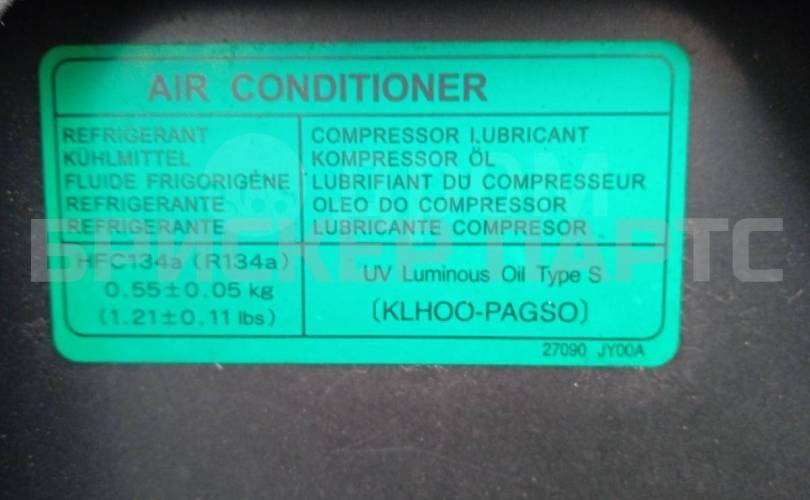 AIR CONDITIONER
REFRIGERANT
KÜHLMITTEL
FLUIDE FRIGORIGÈNE
REFRIGERANTE
REFRIGERANTE
COMPRESSOR LUBRICANT
KOMPRESSOR ÖL
LUBRIFIANT DU COMPRESSEUR
OLEO DO COMPRESSOR
LUBRICANTE COMPRESOR
HFC134a (R134a)
0.55±0.05 kg
(1.21±0.11 lbs)
UV Luminous Oil Type S
(KLHOO-PAGSO)
27090 JY00A
БРИСКЕР ПАРТС